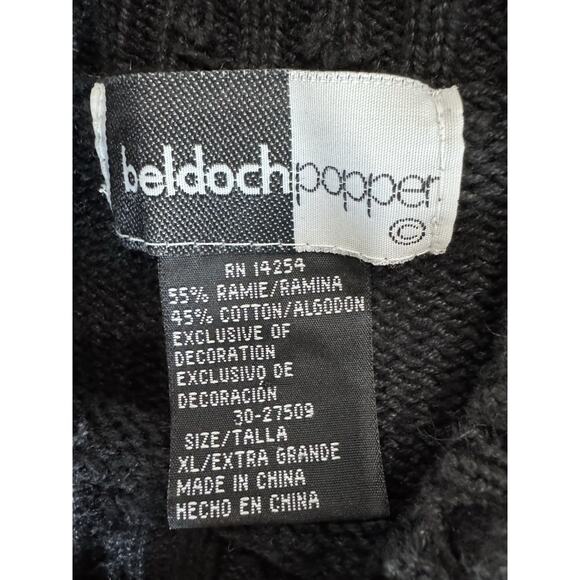 beldochpopper
©
RN 14254
55% RAMIE/RAMINA
45% COTTON/ALGODON
EXCLUSIVE OF
DECORATION
EXCLUSIVO DE
DECORACIÓN
30-27509
SIZE/TALLA
XL/EXTRA GRANDE
MADE IN CHINA
HECHO EN CHINA